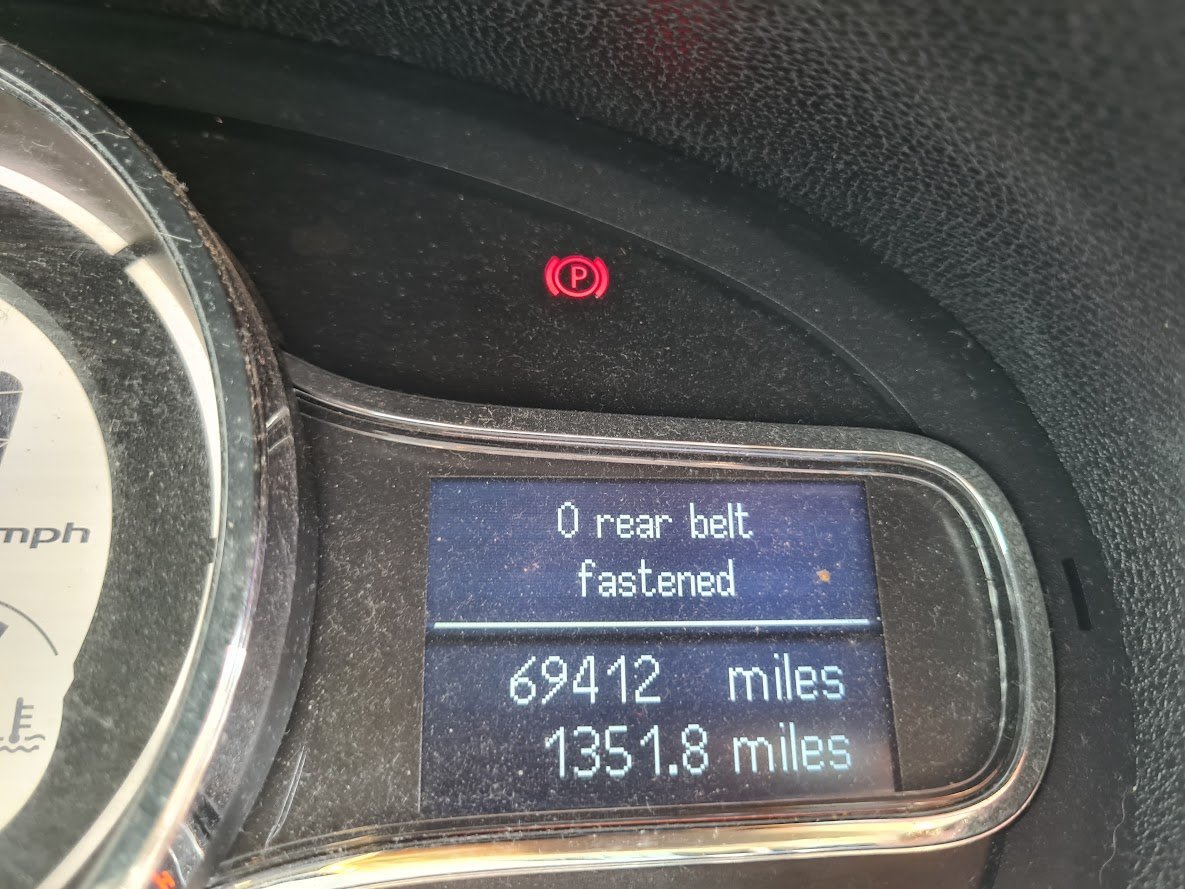 P
0 rear belt
fastened
mph
69412 miles
1351.8 miles